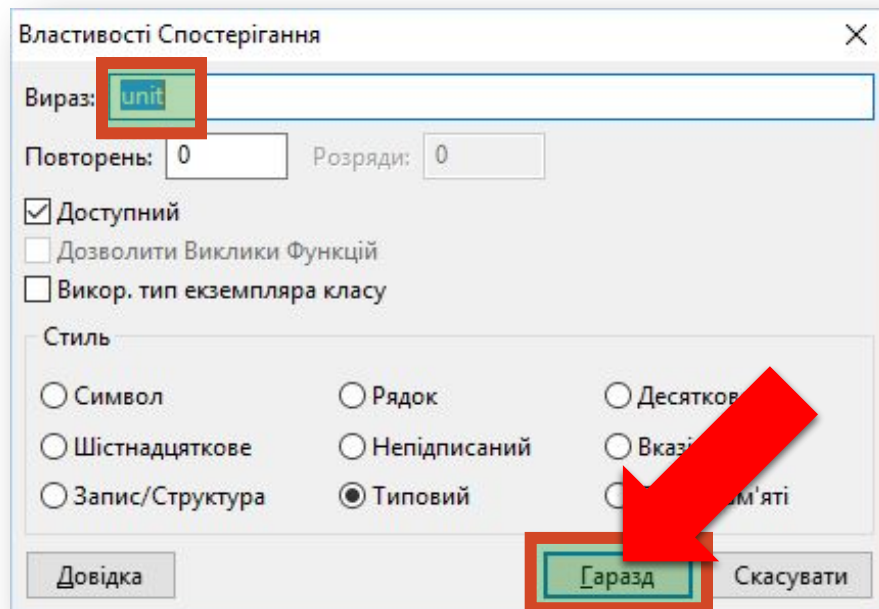 Властивості Спостерігання
Вираз: unit
Повторень: 0 Розряди: 0
Доступний
Дозволити Виклики Функцій
Викор. тип екземпляра класу
Стиль
Символ Рядок
Шістнадцяткове Непідписаний
Запис/Структура Типовий
Довідка Гаразд Скасувати